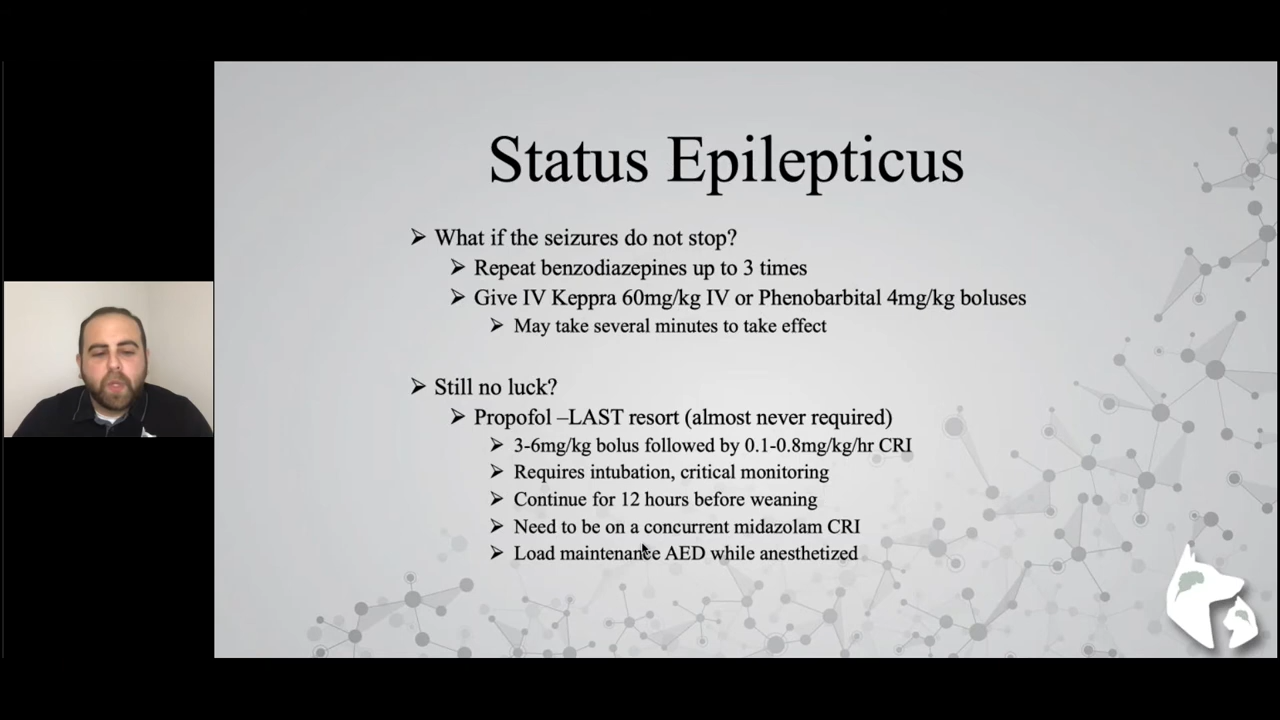 Status Epilepticus
➢ What if the seizures do not stop?
➢ Repeat benzodiazepines up to 3 times
➢ Give IV Keppra 60mg/kg IV or Phenobarbital 4mg/kg boluses
➢ May take several minutes to take effect
➢ Still no luck?
➢ Propofol –LAST resort (almost never required)
➢ 3-6mg/kg bolus followed by 0.1-0.8mg/kg/hr CRI
➢ Requires intubation, critical monitoring
➢ Continue for 12 hours before weaning
➢ Need to be on a concurrent midazolam CRI
➢ Load maintenance AED while anesthetized